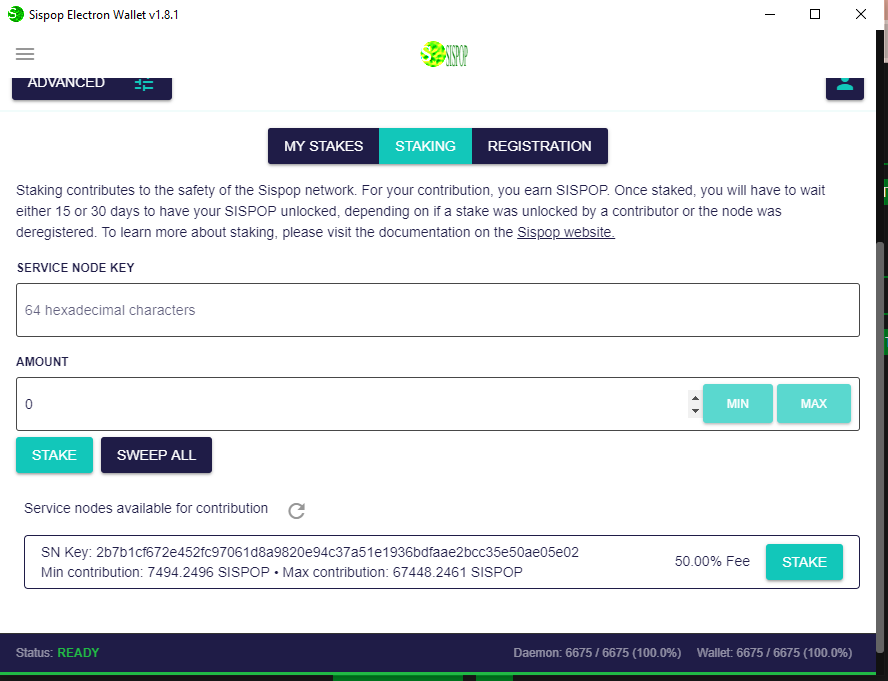 Sispop Electron Wallet v1.8.1
SISPOP
ADVANCED
MY STAKES
STAKING
REGISTRATION
Staking contributes to the safety of the Sispop network. For your contribution, you earn SISPOP. Once staked, you will have to wait
either 15 or 30 days to have your SISPOP unlocked, depending on if a stake was unlocked by a contributor or the node was
deregistered. To learn more about staking, please visit the documentation on the Sispop website.
SERVICE NODE KEY
64 hexadecimal characters
AMOUNT
0
MIN
MAX
STAKE
SWEEP ALL
Service nodes available for contribution
SN Key: 2b7b1cf672e452fc97061d8a9820e94c37a51e1936bdfaae2bcc35e50ae05e02
Min contribution: 7494.2496 SISPOP • Max contribution: 67448.2461 SISPOP
50.00% Fee
STAKE
Status: READY
Daemon: 6675 / 6675 (100.0%)
Wallet: 6675 / 6675 (100.0%)